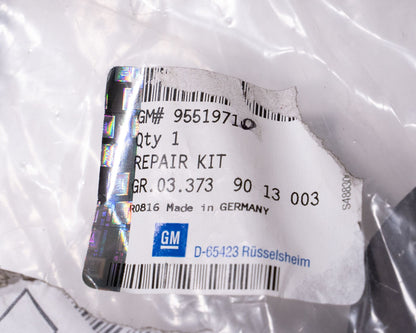 GM# 95519710
Qty 1
REPAIR KIT
GR.03.373 90 13 003
R0816 Made in GERMANY
GM
D-65423 Rüsselsheim